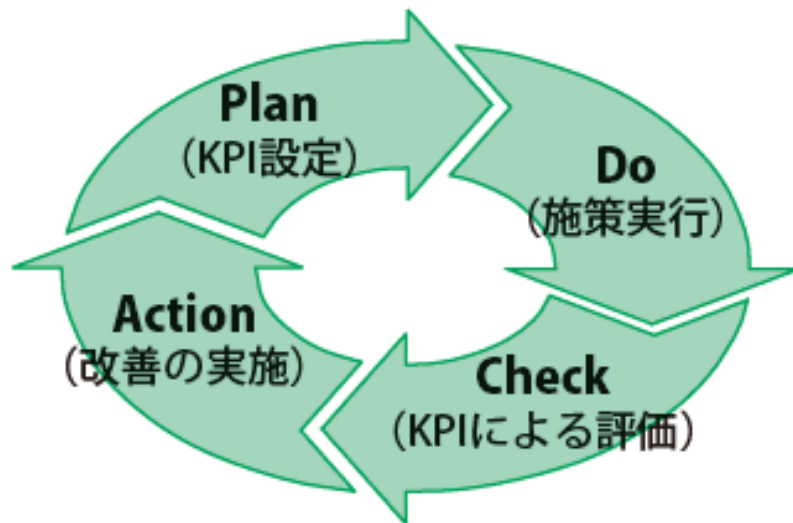 Plan
(KPI設定)
Do
(施策実行)
Check
(KPIによる評価)
Action
(改善の実施)